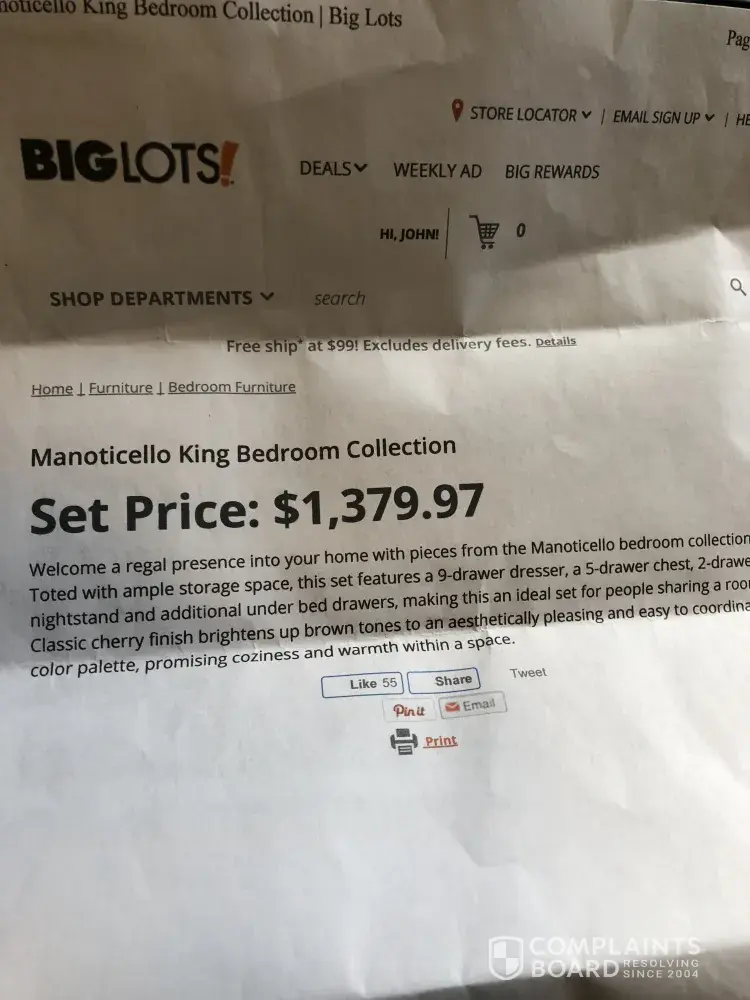 noticello King Bedroom Collection | Big Lots
Pag
STORE LOCATOR | EMAIL SIGN UP | HE
BIGLOTS!
DEALS WEEKLY AD BIG REWARDS
HI, JOHN! 0
SHOP DEPARTMENTS search
Free ship* at $99! Excludes delivery fees. Details
Home | Furniture | Bedroom Furniture
Manoticello King Bedroom Collection
Set Price: $1,379.97
Welcome a regal presence into your home with pieces from the Manoticello bedroom collection
Toted with ample storage space, this set features a 9-drawer dresser, a 5-drawer chest, 2-drawe
nightstand and additional under bed drawers, making this an ideal set for people sharing a roo
Classic cherry finish brightens up brown tones to an aesthetically pleasing and easy to coordina
color palette, promising coziness and warmth within a space.
Like 55 Share Tweet
Pin it Email
Print
COMPLAINTS
BOARD RESOLVING
SINCE 2004